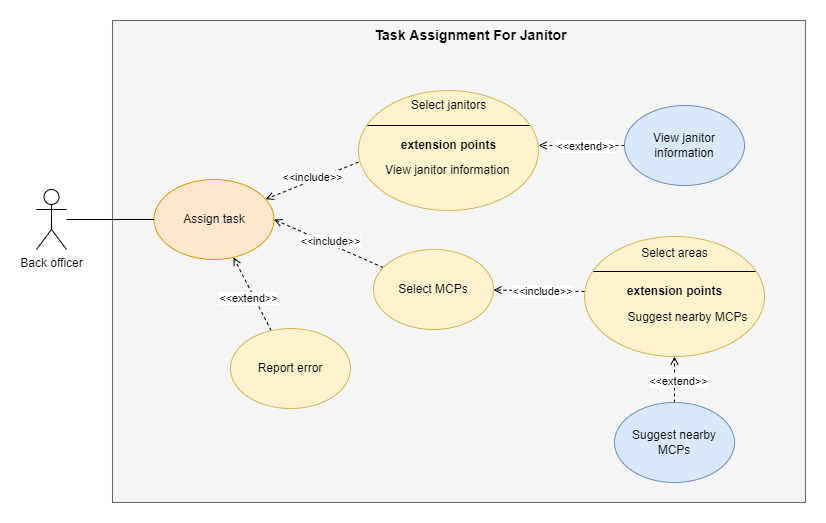 Task Assignment For Janitor
Select janitors
extension points
View janitor information
<<extend>>
View janitor
information
<<include>>
Assign task
Back officer
<<include>>
Select MCPs
<<include>>
Select areas
extension points
Suggest nearby MCPs
<<extend>>
Report error
<<extend>>
Suggest nearby
MCPs